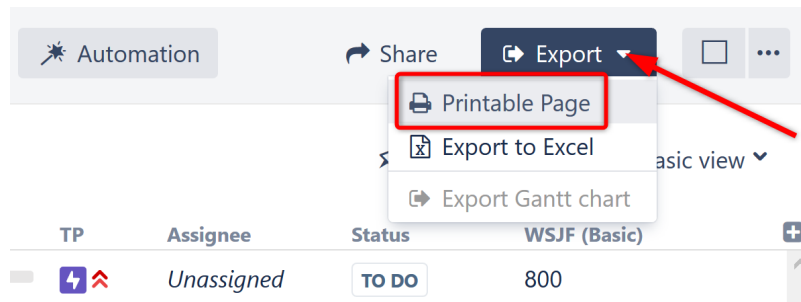 Automation
Share
Export
Printable Page
Export to Excel
asic view
Export Gantt chart
TP
Assignee
Status
WSJF (Basic)
Unassigned
TO DO
800